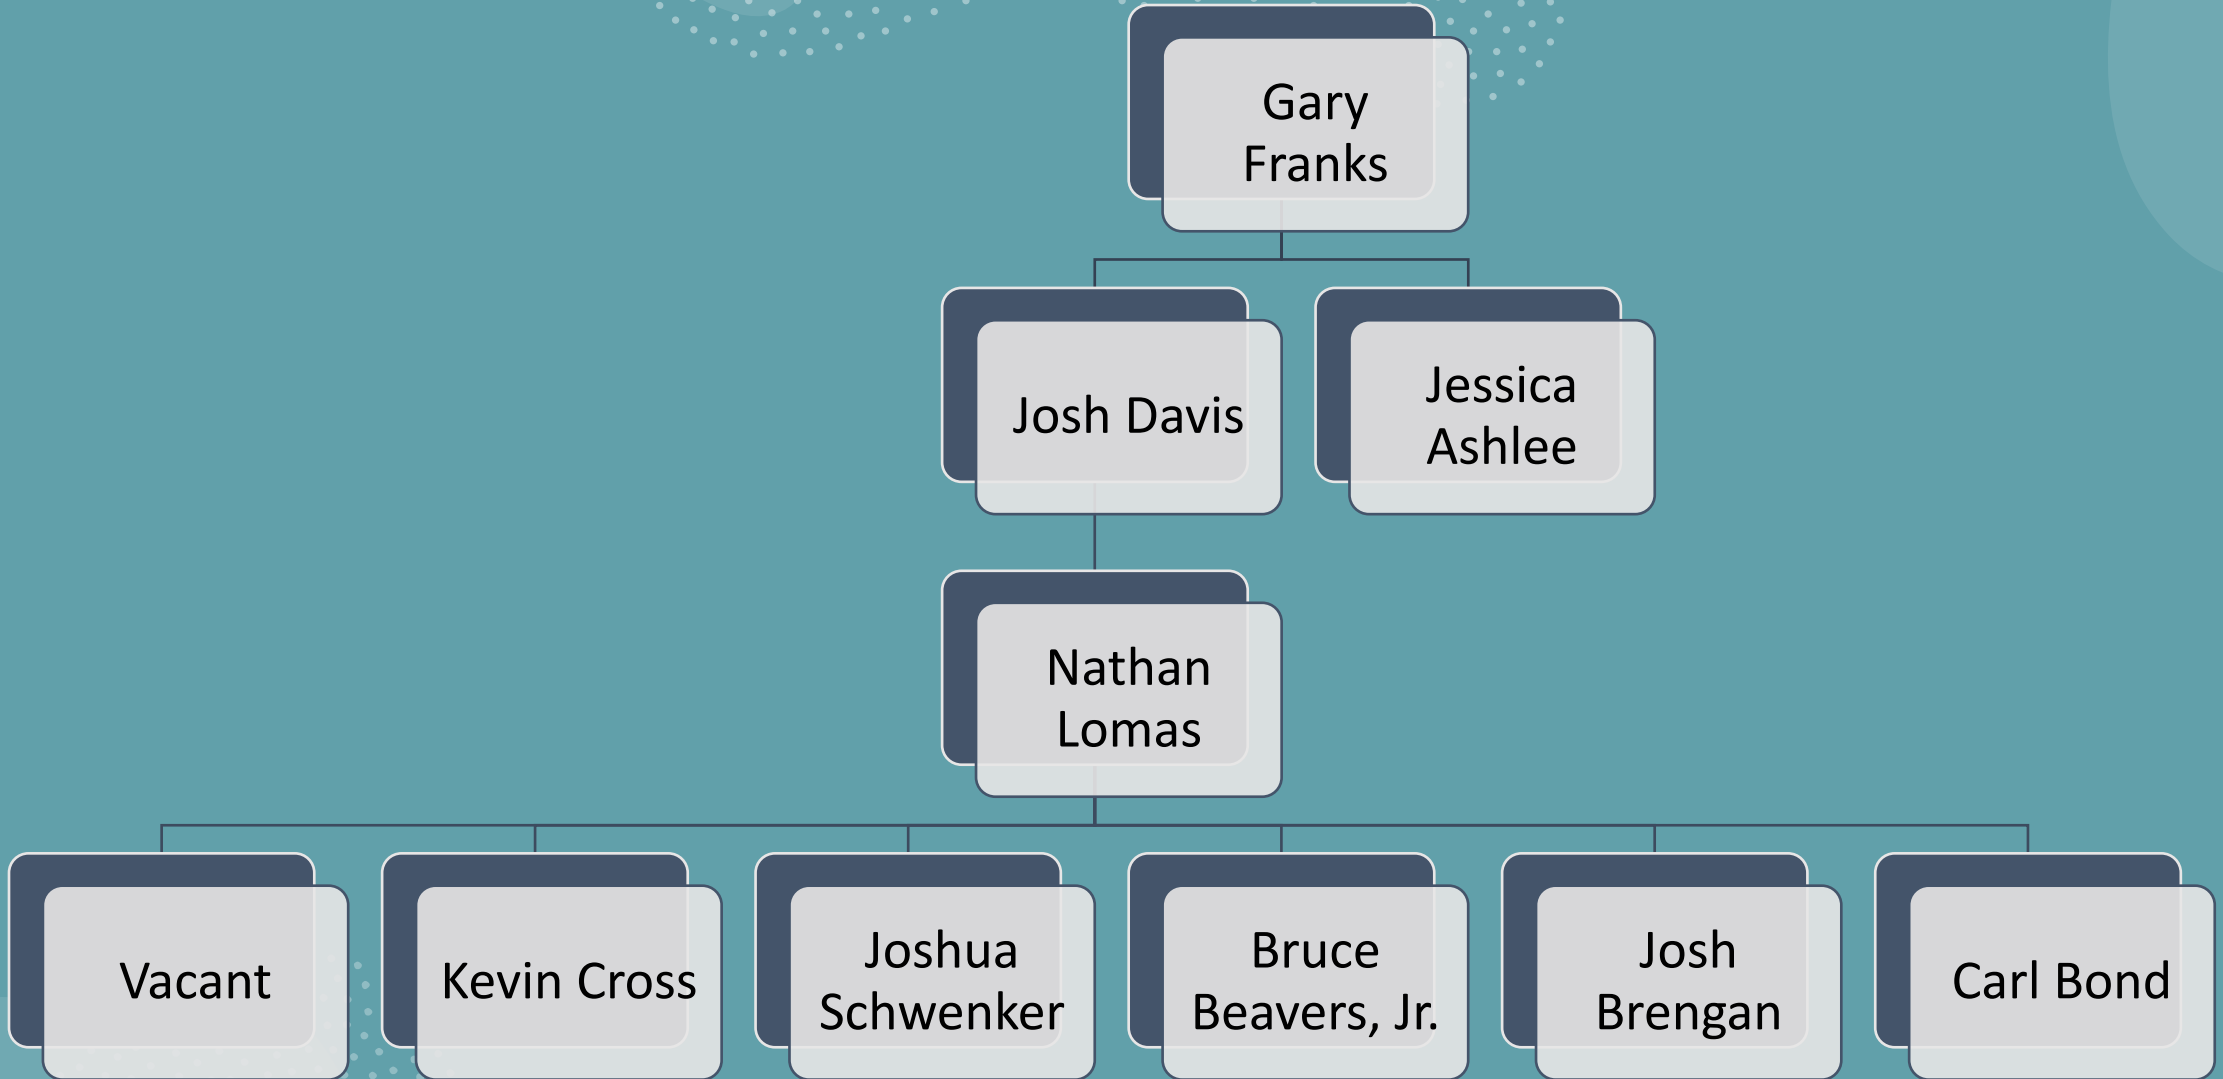 Gary
Franks
Josh Davis
Jessica
Ashlee
Nathan
Lomas
Vacant
Kevin Cross
Joshua
Schwenker
Bruce
Beavers, Jr.
Josh
Brengan
Carl Bond